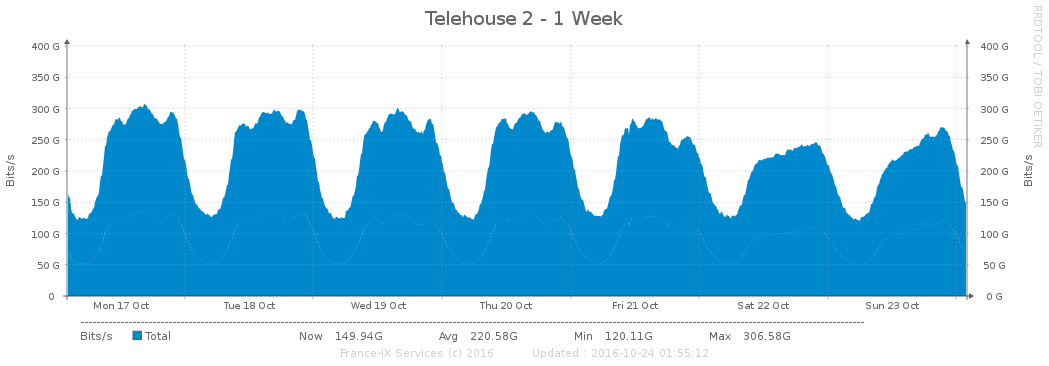 Telehouse 2 - 1 Week
RRDTOOL / TOBI OETIKER
400 G 400 G
350 G 350 G
300 G 300 G
250 G 250 G
200 G 200 G
150 G 150 G
100 G 100 G
50 G 50 G
0 0 G
Bits/s
Bits/s
Mon 17 Oct Tue 18 Oct Wed 19 Oct Thu 20 Oct Fri 21 Oct Sat 22 Oct Sun 23 Oct
Bits/s Total Now 149.94G Avg 220.58G Min 120.11G Max 306.58G
France-IX Services (c) 2016 Updated : 2016-10-24 01:55:12